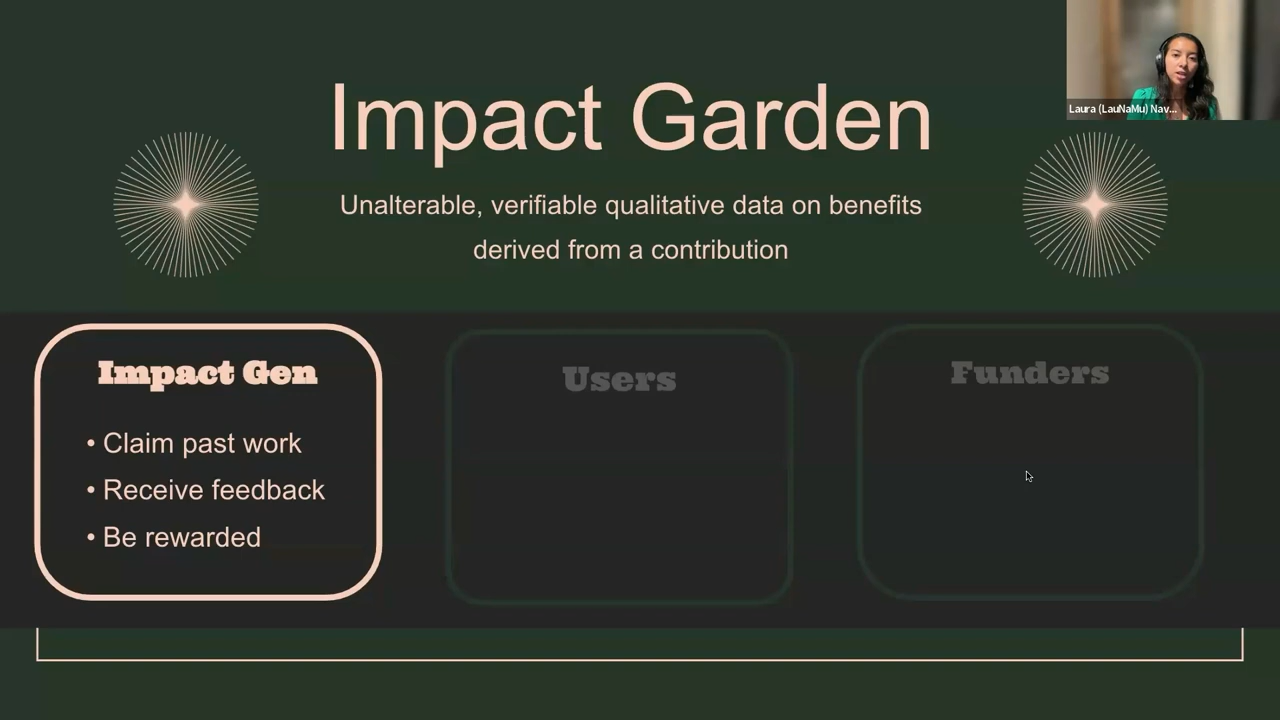 Impact Garden
Laura (LauNaMu) Nav...
Unalterable, verifiable qualitative data on benefits
derived from a contribution
Impact Gen
• Claim past work
• Receive feedback
• Be rewarded
Users
Funders